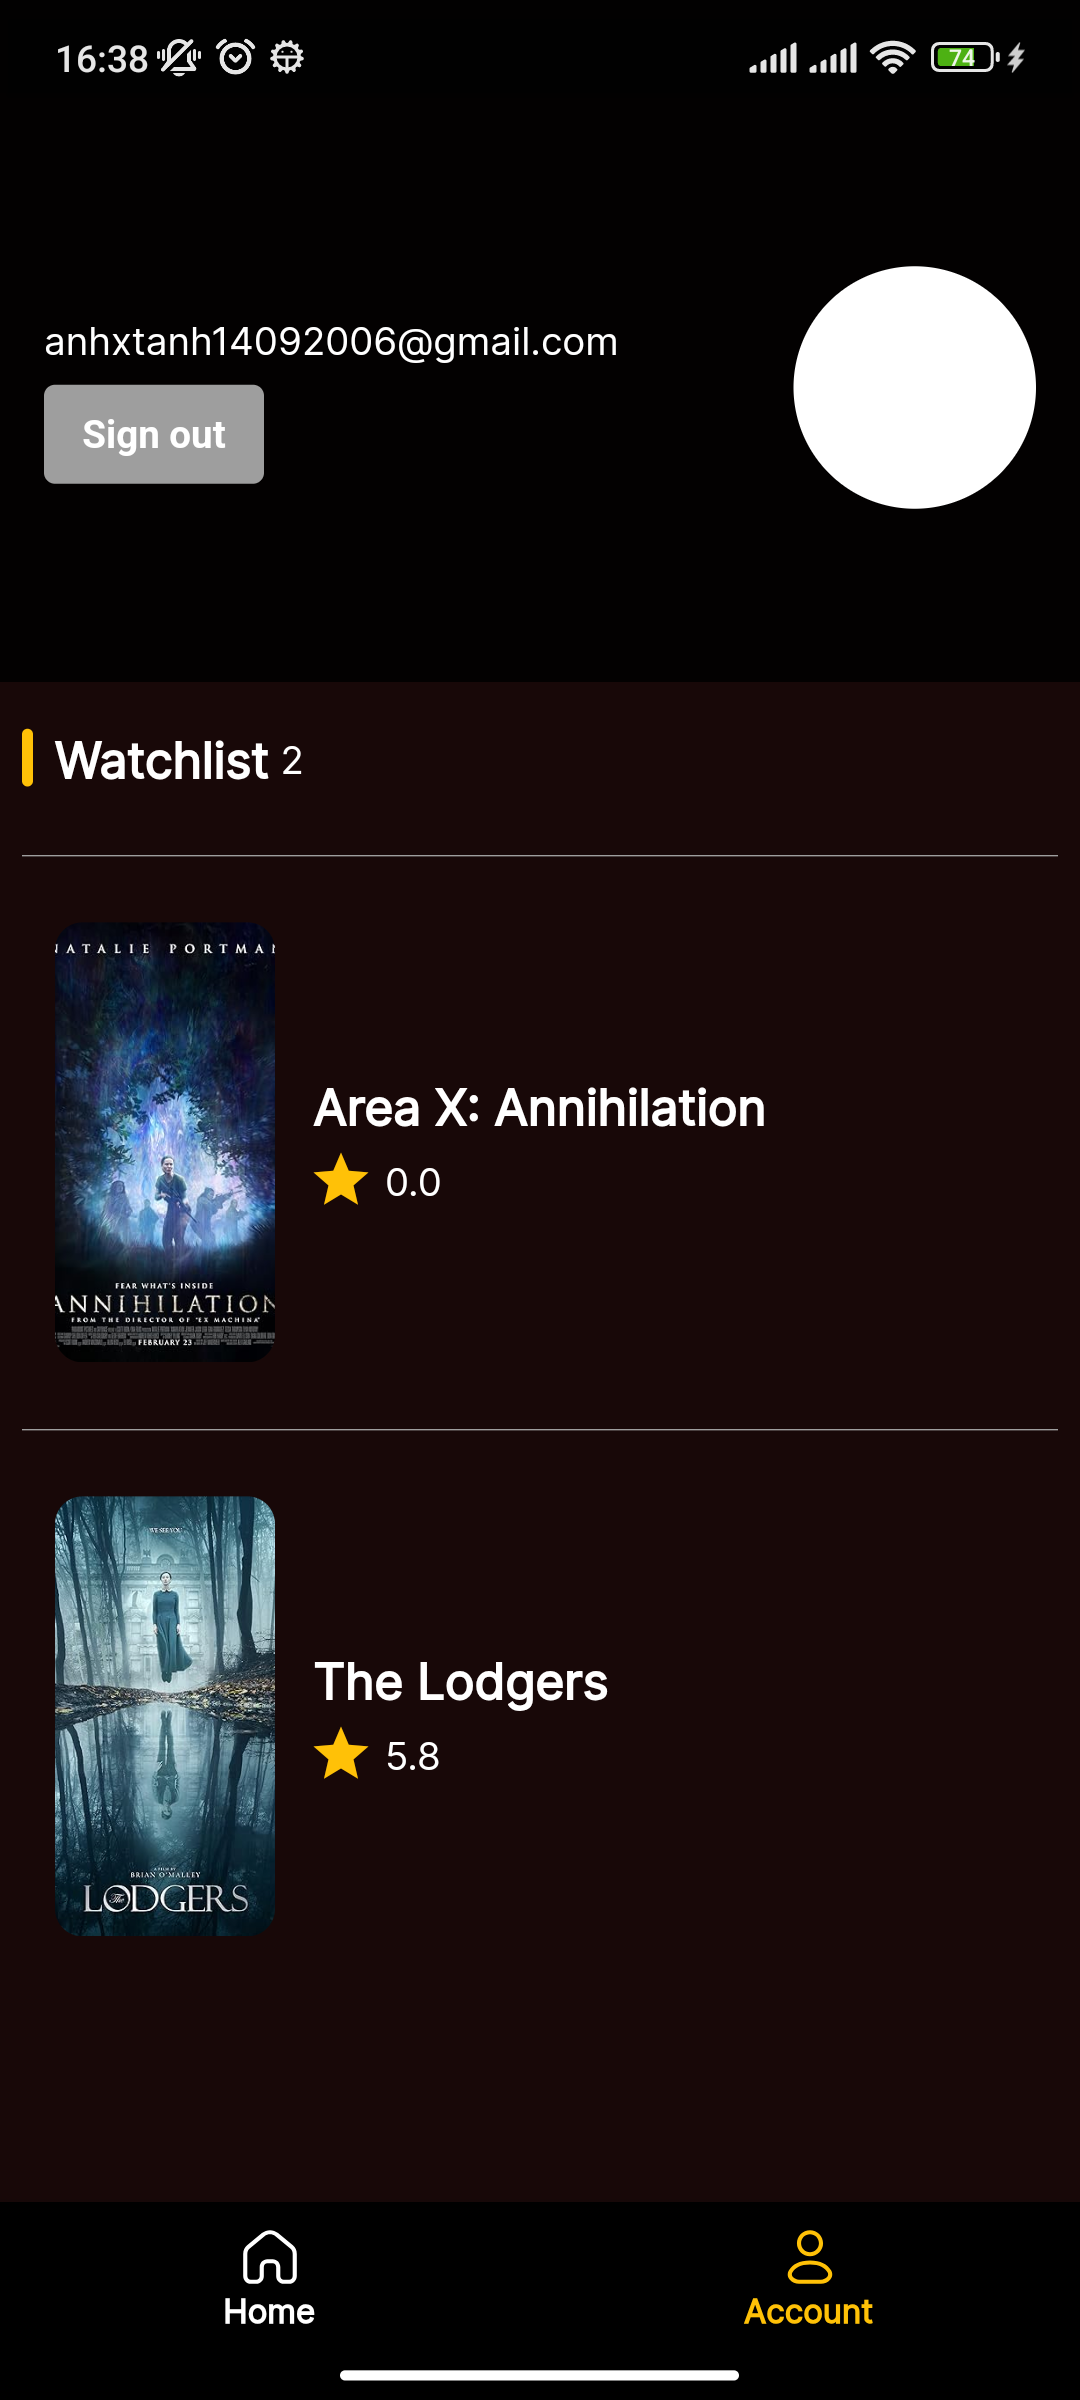 16:38
74
anhxtanh14092006@gmail.com
Sign out
Watchlist 2
NATALIE PORTMAN
FEAR WHAT'S INSIDE
ANNIHILATION
FROM THE DIRECTOR OF "EX MACHINA"
FEBRUARY 23
Area X: Annihilation
0.0
WE SEE YOU
A FILM BY
BRIAN O'MALLEY
The LODGERS
The Lodgers
5.8
Home
Account